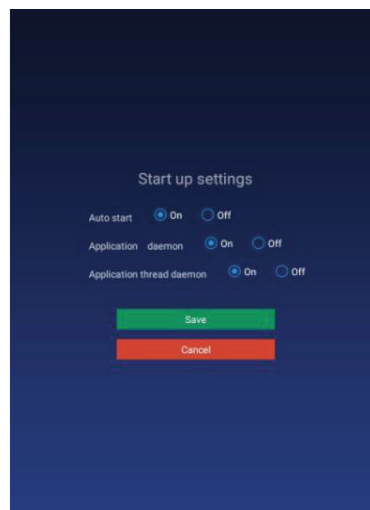 Start up settings
Auto start On Off
Application daemon On Off
Application thread daemon On Off
Save
Cancel